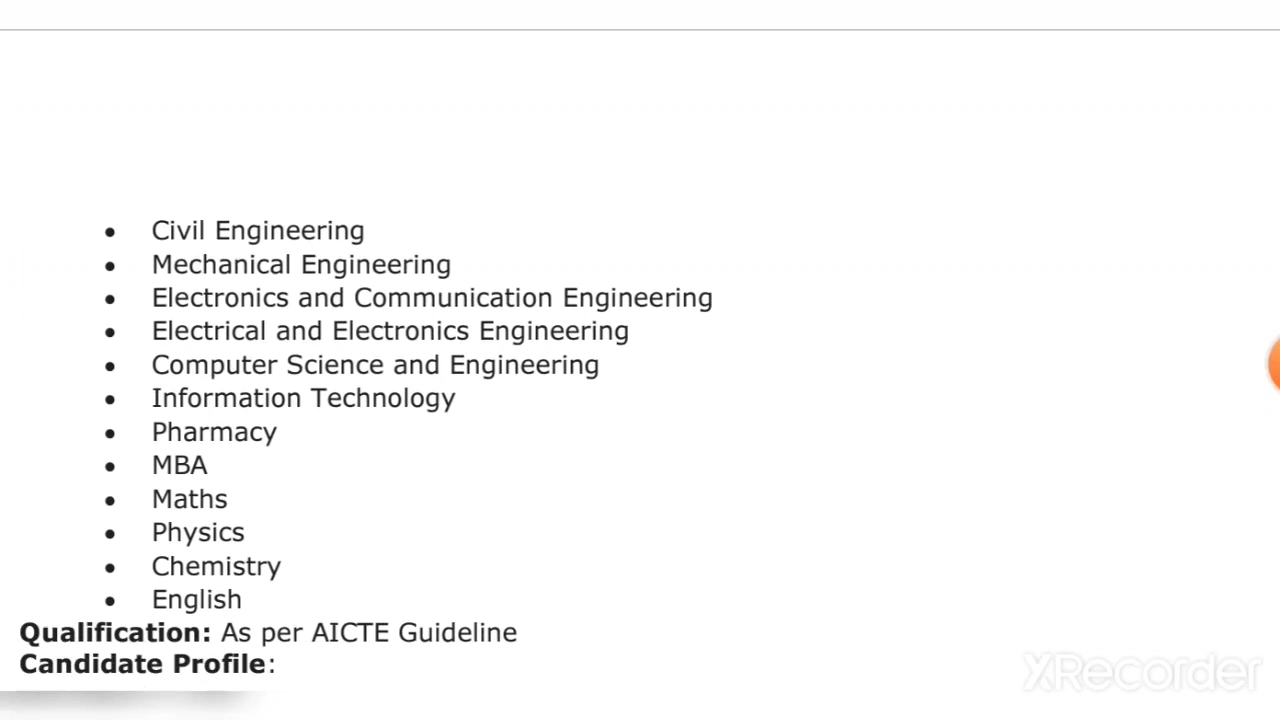 • Civil Engineering
• Mechanical Engineering
• Electronics and Communication Engineering
• Electrical and Electronics Engineering
• Computer Science and Engineering
• Information Technology
• Pharmacy
• MBA
• Maths
• Physics
• Chemistry
• English
Qualification: As per AICTE Guideline
Candidate Profile:
XRecorder